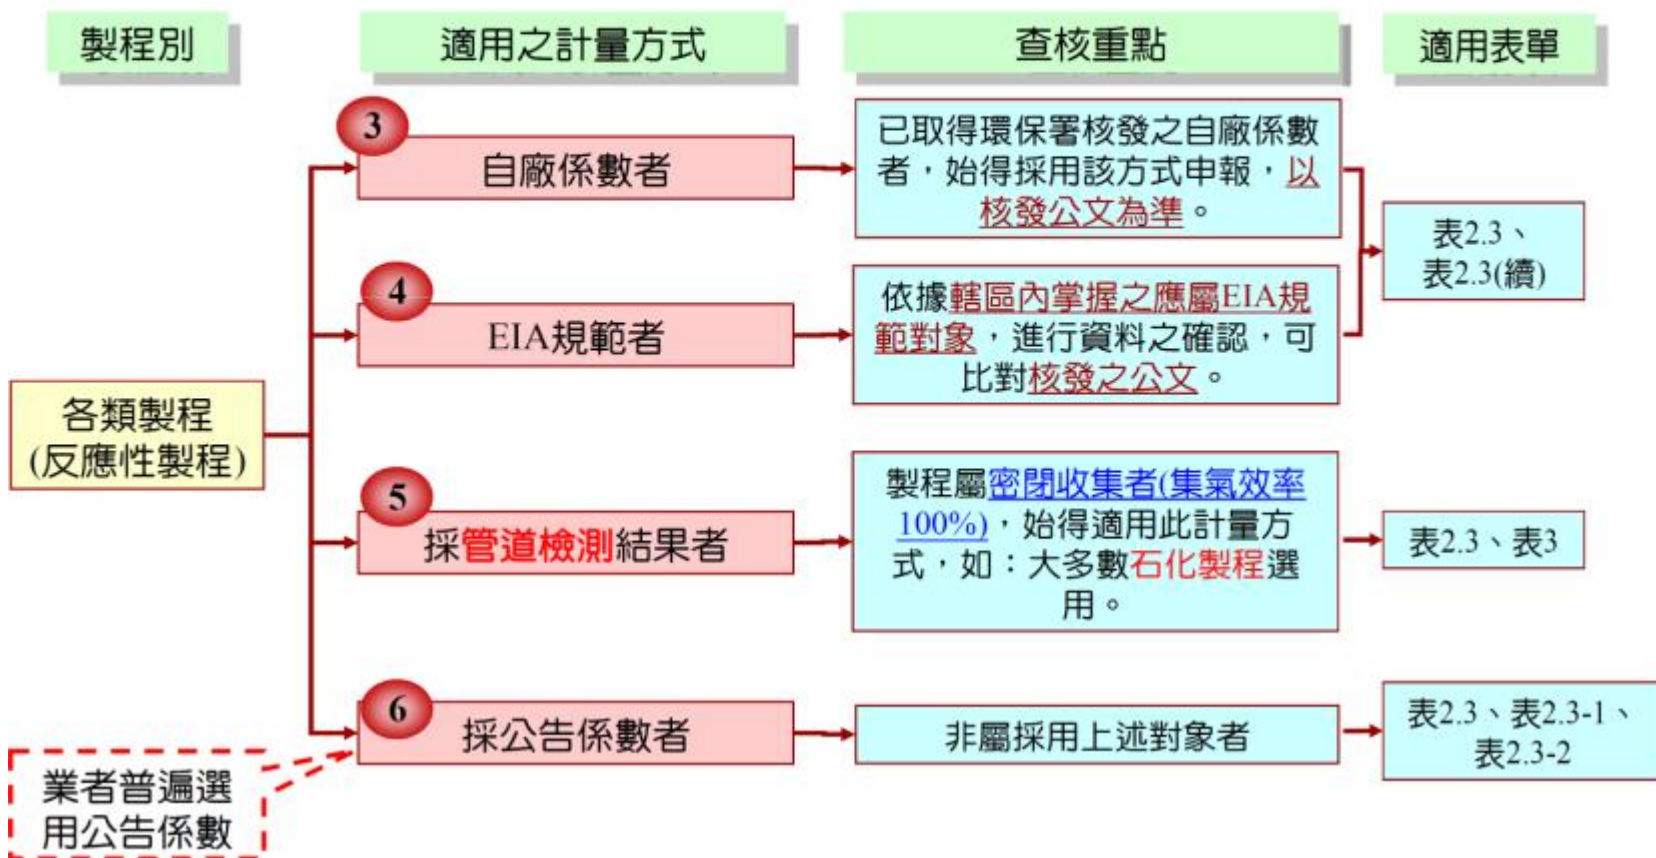 製程別
適用之計量方式
查核重點
適用表單
3
自廠係數者
已取得環保署核發之自廠係數
者，始得採用該方式申報，以
核發公文為準。
表2.3、
表2.3(續)
4
EIA規範者
依據轄區內掌握之應屬EIA規
範對象，進行資料之確認，可
比對核發之公文。
各類製程
(反應性製程)
5
採管道檢測結果者
製程屬密閉收集者(集氣效率
100%)，始得適用此計量方
式，如：大多數石化製程選
用。
表2.3、表3
6
採公告係數者
非屬採用上述對象者
表2.3、表2.3-1、
表2.3-2
業者普遍選
用公告係數